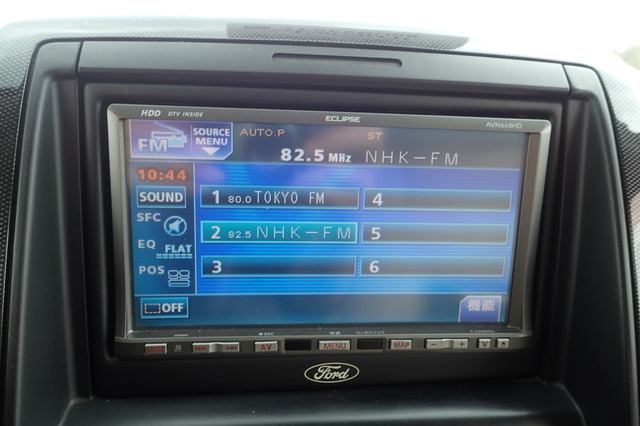 HDD DTV INSIDE ECLIPSE AVN668HD
FM SOURCE MENU AUTO.P ST
82.5 MHz NHK-FM
10:44
SOUND 1 80.0 TOKYO FM 4
SFC
EQ FLAT 2 82.5 NHK-FM 5
POS 3 6
OFF 機能
AV MENU MAP - +
Ford